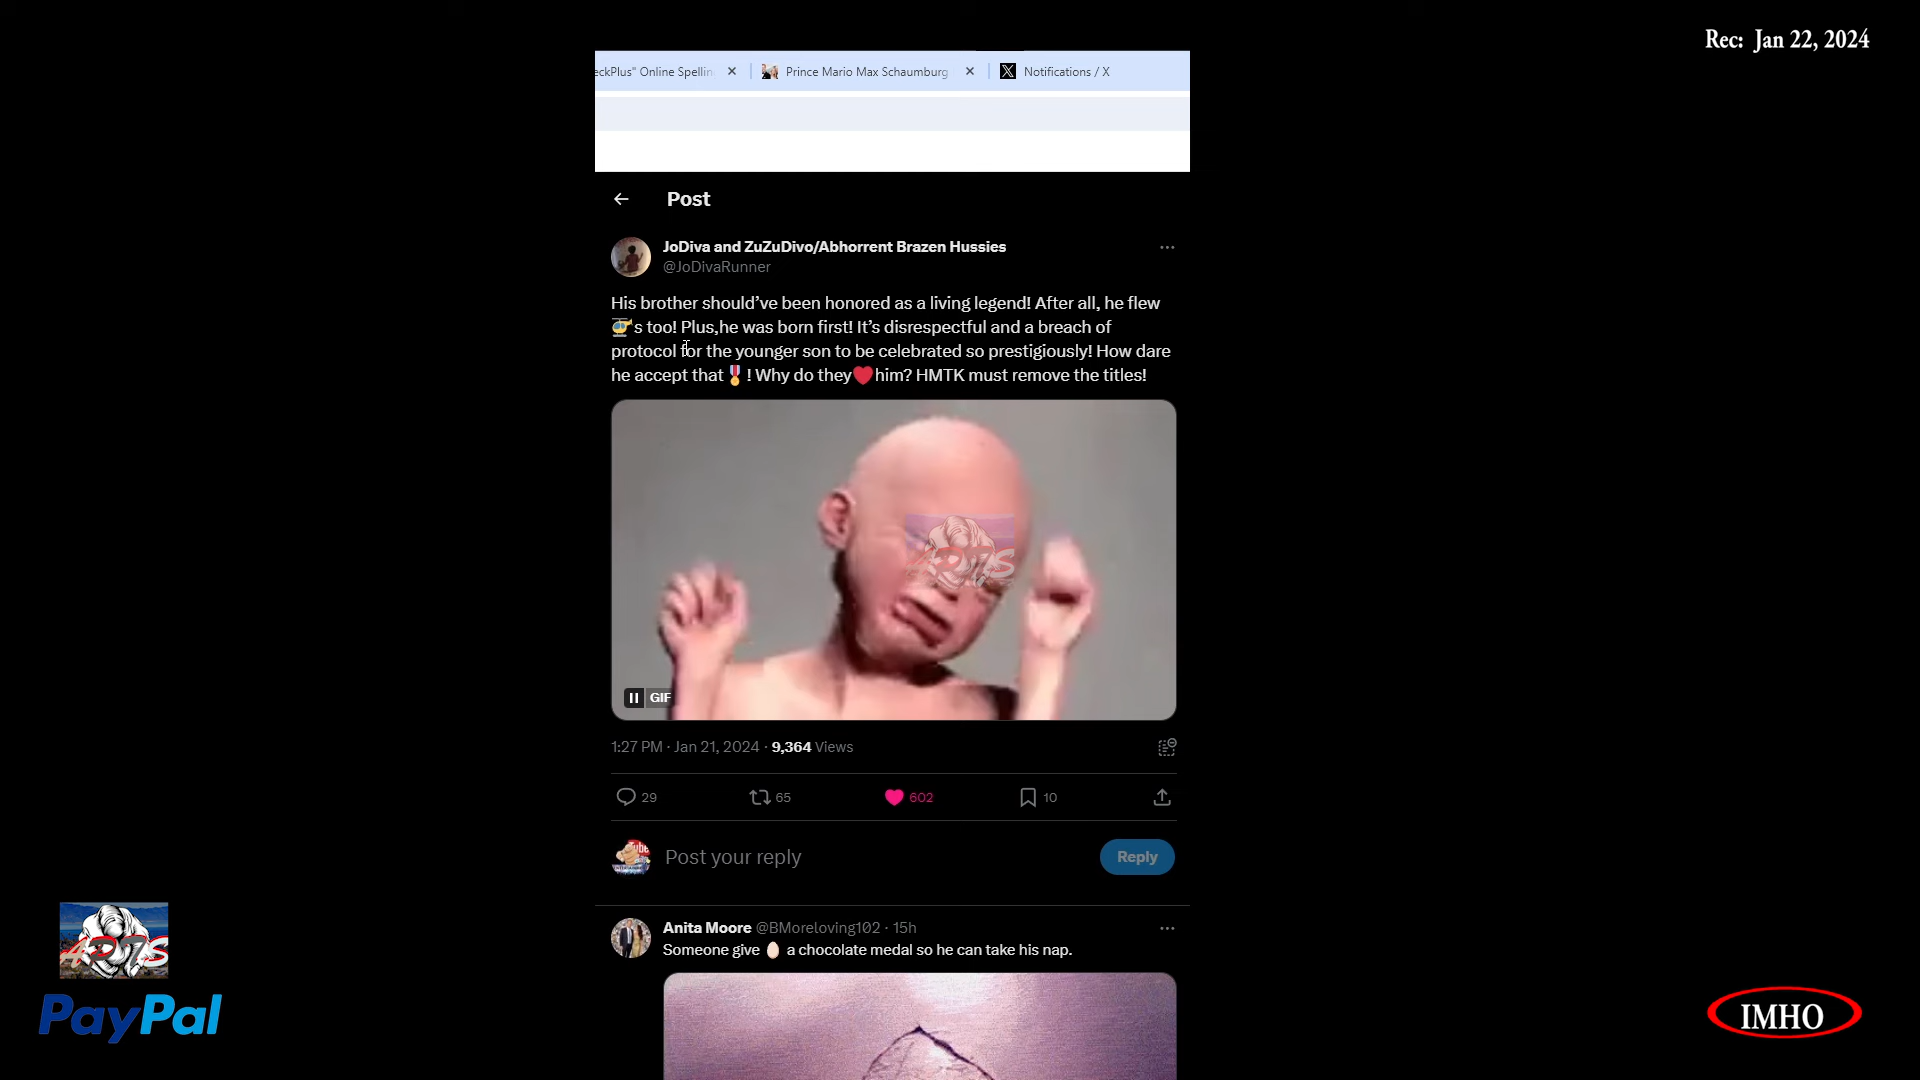 Rec: Jan 22, 2024
eckPlus" Online Spellin
Prince Mario Max Schaumburg
Notifications / X
Post
JoDiva and ZuZuDivo/Abhorrent Brazen Hussies
@JoDivaRunner
His brother should've been honored as a living legend! After all, he flew
🚁s too! Plus,he was born first! It's disrespectful and a breach of
protocol for the younger son to be celebrated so prestigiously! How dare
he accept that🎖️! Why do they❤️him? HMTK must remove the titles!
ARTS
GIF
1:27 PM · Jan 21, 2024 · 9,364 Views
29
65
602
10
Post your reply
Reply
Anita Moore @BMoreloving102 · 15h
Someone give 🥚 a chocolate medal so he can take his nap.
PayPal
IMHO